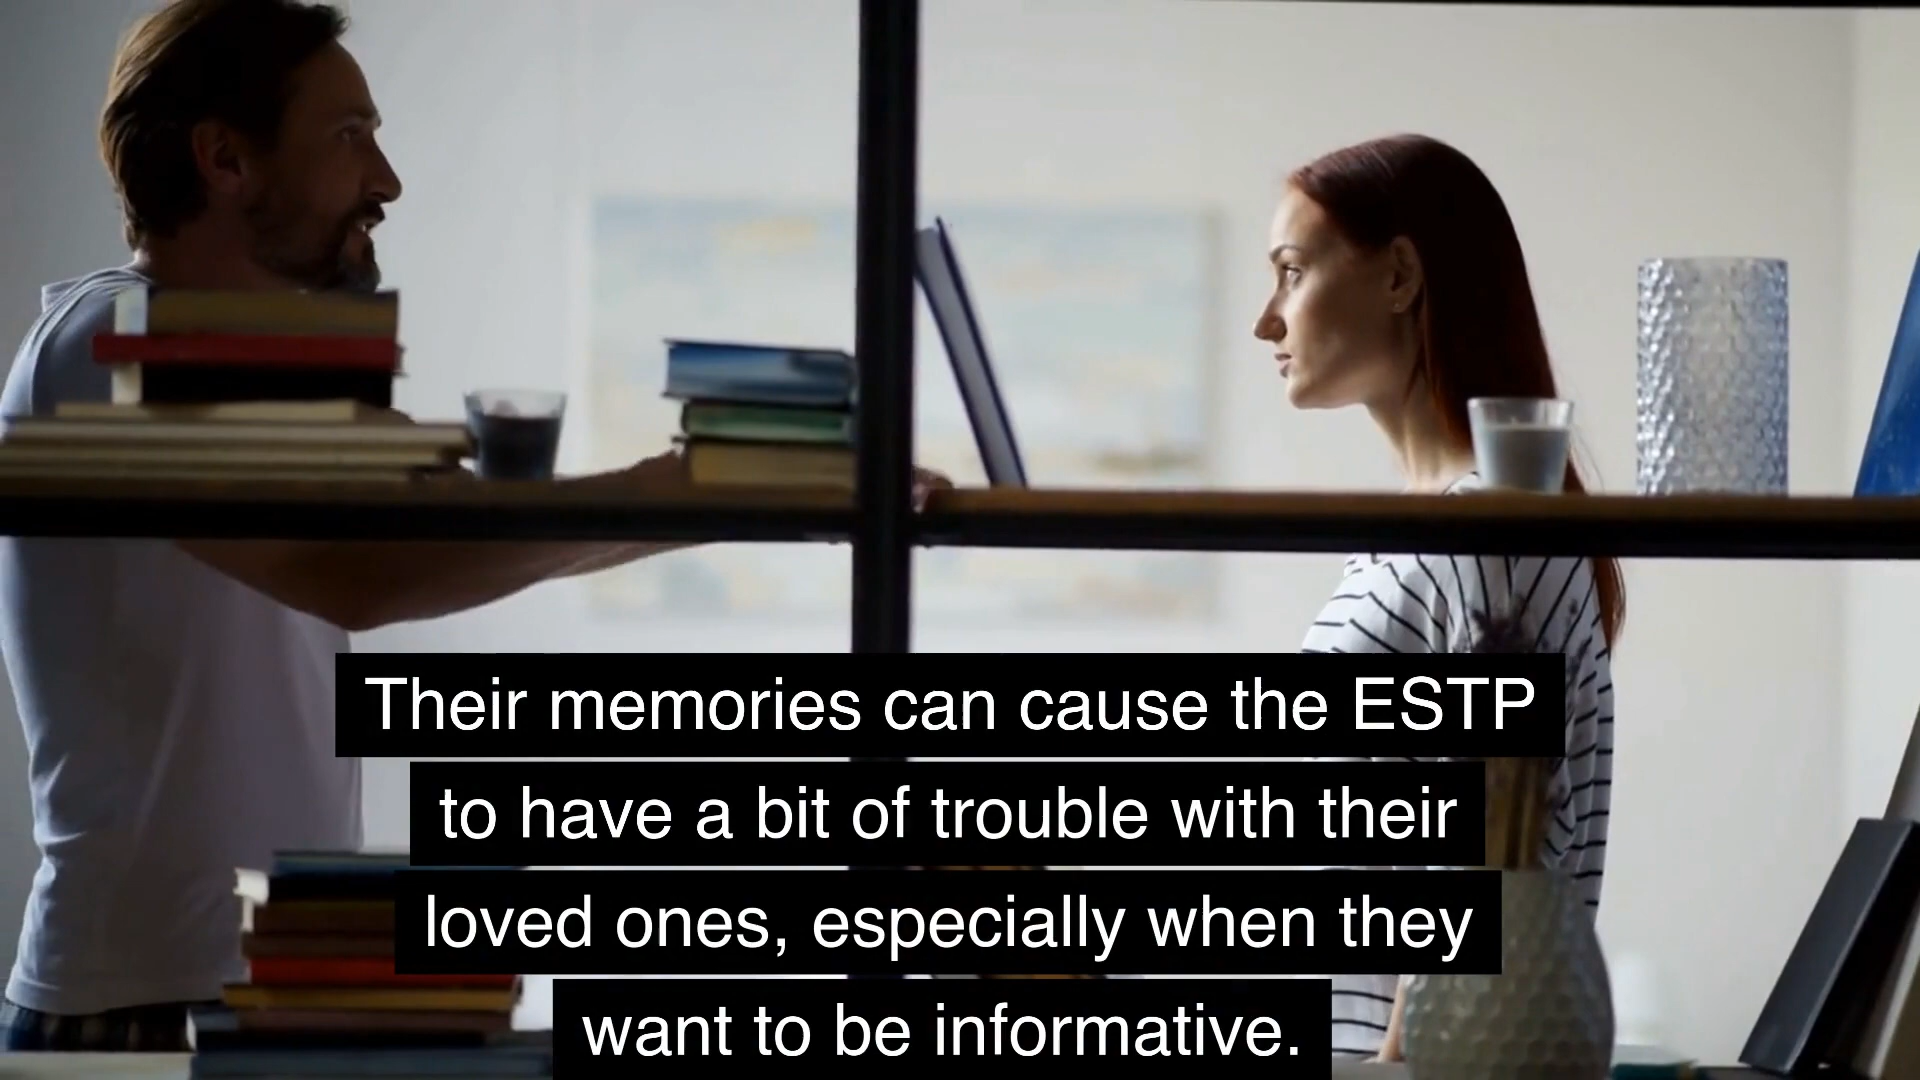 Their memories can cause the ESTP
to have a bit of trouble with their
loved ones, especially when they
want to be informative.